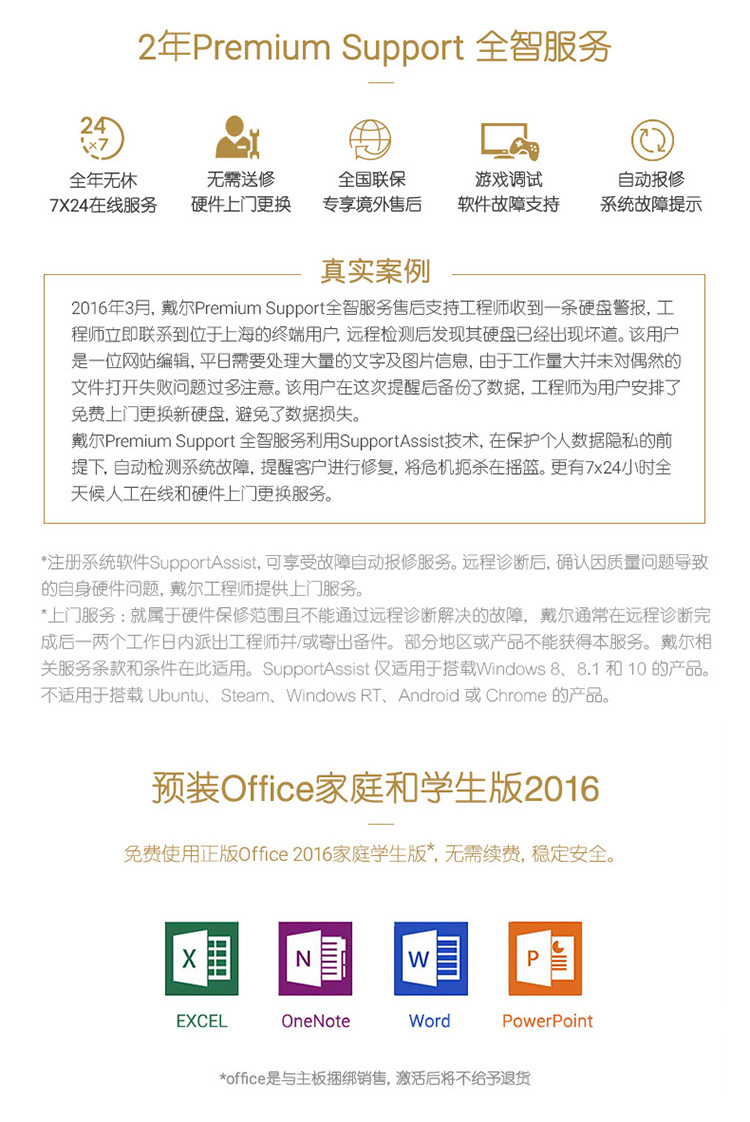 2年Premium Support 全智服务
24
×7
全年无休
7X24在线服务
无需送修
硬件上门更换
全国联保
专享境外售后
游戏调试
软件故障支持
自动报修
系统故障提示
真实案例
2016年3月, 戴尔Premium Support全智服务售后支持工程师收到一条硬盘警报, 工
程师立即联系到位于上海的终端用户, 远程检测后发现其硬盘已经出现坏道。该用户
是一位网站编辑, 平日需要处理大量的文字及图片信息, 由于工作量大并未对偶然的
文件打开失败问题过多注意。该用户在这次提醒后备份了数据, 工程师为用户安排了
免费上门更换新硬盘, 避免了数据损失。
戴尔Premium Support 全智服务利用SupportAssist技术, 在保护个人数据隐私的前
提下, 自动检测系统故障, 提醒客户进行修复, 将危机扼杀在摇篮。更有7x24小时全
天候人工在线和硬件上门更换服务。
*注册系统软件SupportAssist, 可享受故障自动报修服务。远程诊断后, 确认因质量问题导致
的自身硬件问题, 戴尔工程师提供上门服务。
*上门服务：就属于硬件保修范围且不能通过远程诊断解决的故障, 戴尔通常在远程诊断完
成后一两个工作日内派出工程师并/或寄出备件。部分地区或产品不能获得本服务。戴尔相
关服务条款和条件在此适用。SupportAssist 仅适用于搭载Windows 8、8.1 和 10 的产品。
不适用于搭载 Ubuntu、Steam、Windows RT、Android 或 Chrome 的产品。
预装Office家庭和学生版2016
免费使用正版Office 2016家庭学生版*, 无需续费, 稳定安全。
X
N
W
P
EXCEL
OneNote
Word
PowerPoint
*office是与主板捆绑销售, 激活后将不给予退货